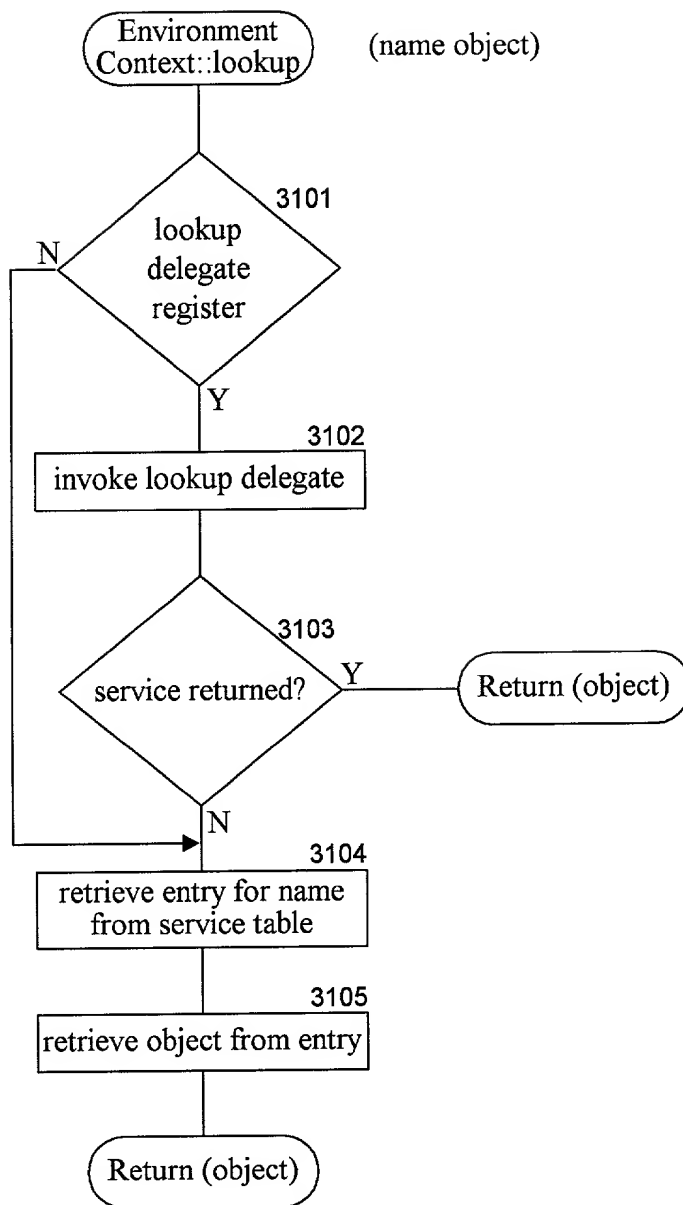 Environment
Context::lookup
(name object)
3101
lookup
delegate
register
N
Y
3102
invoke lookup delegate
3103
service returned?
Y
Return (object)
N
3104
retrieve entry for name
from service table
3105
retrieve object from entry
Return (object)